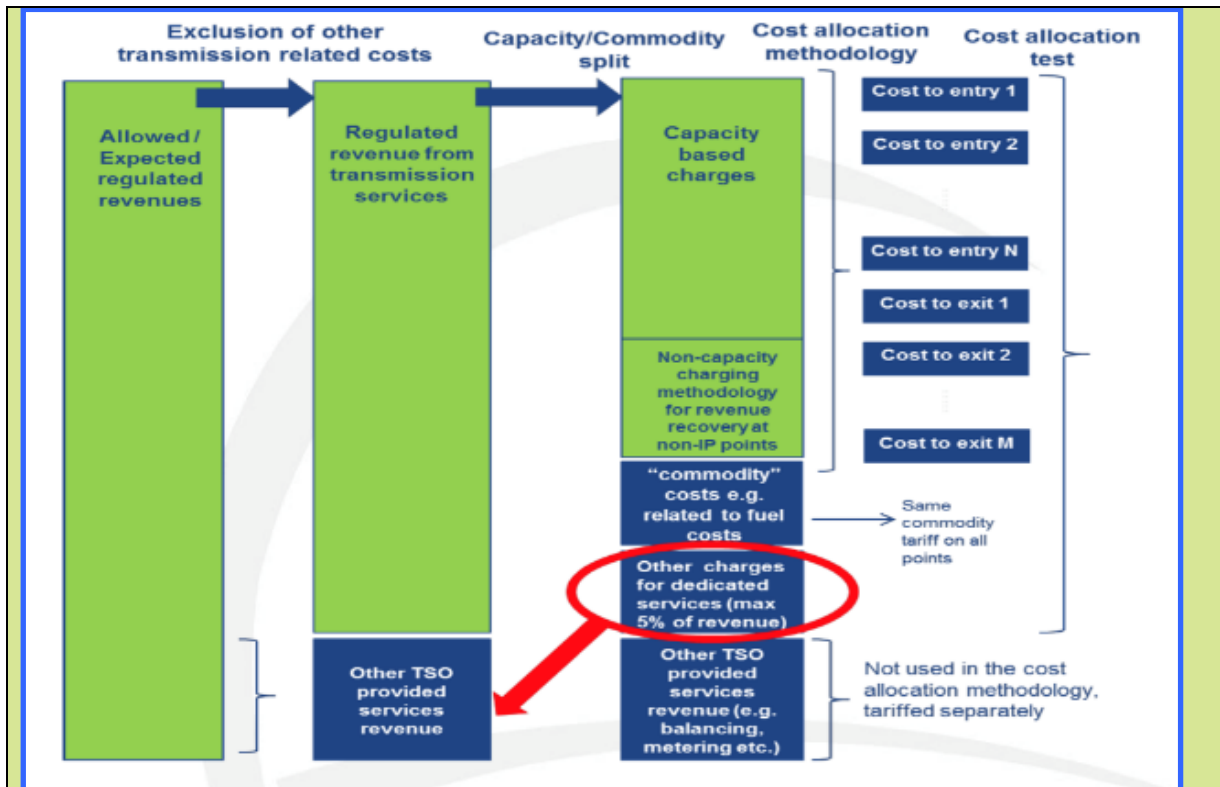 Exclusion of other
transmission related costs
Capacity/Commodity
split
Cost allocation
methodology
Cost allocation
test
Allowed /
Expected
regulated
revenues
Regulated
revenue from
transmission
services
Capacity
based
charges
Non-capacity
charging
methodology
for revenue
recovery at
non-IP points
"commodity"
costs e.g.
related to fuel
costs
Other charges
for dedicated
services (max
5% of revenue)
Other TSO
provided
services
revenue
Other TSO
provided
services
revenue (e.g.
balancing,
metering etc.)
Cost to entry 1
Cost to entry 2
Cost to entry N
Cost to exit 1
Cost to exit 2
Cost to exit M
Same
commodity
tariff on all
points
Not used in the cost
allocation methodology,
tariffed separately